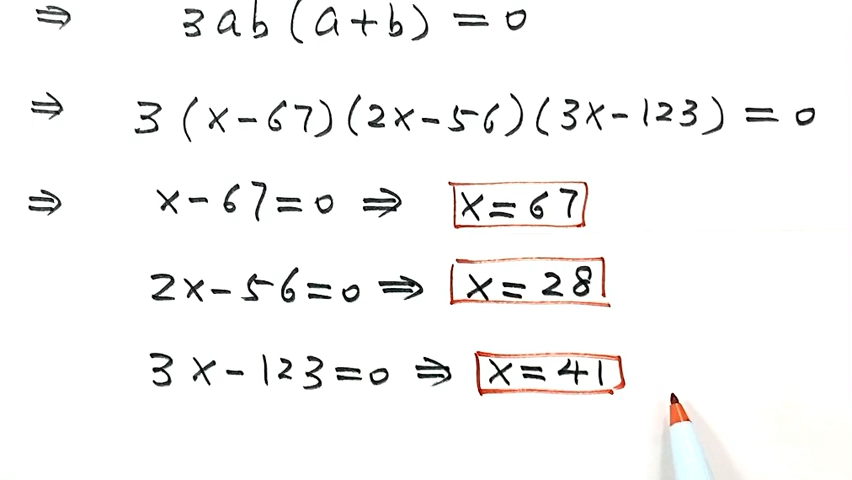 ⇒ 3ab(a+b)=0
⇒ 3(x-67)(2x-56)(3x-123)=0
⇒ x-67=0 ⇒ x=67
2x-56=0 ⇒ x=28
3x-123=0 ⇒ x=41